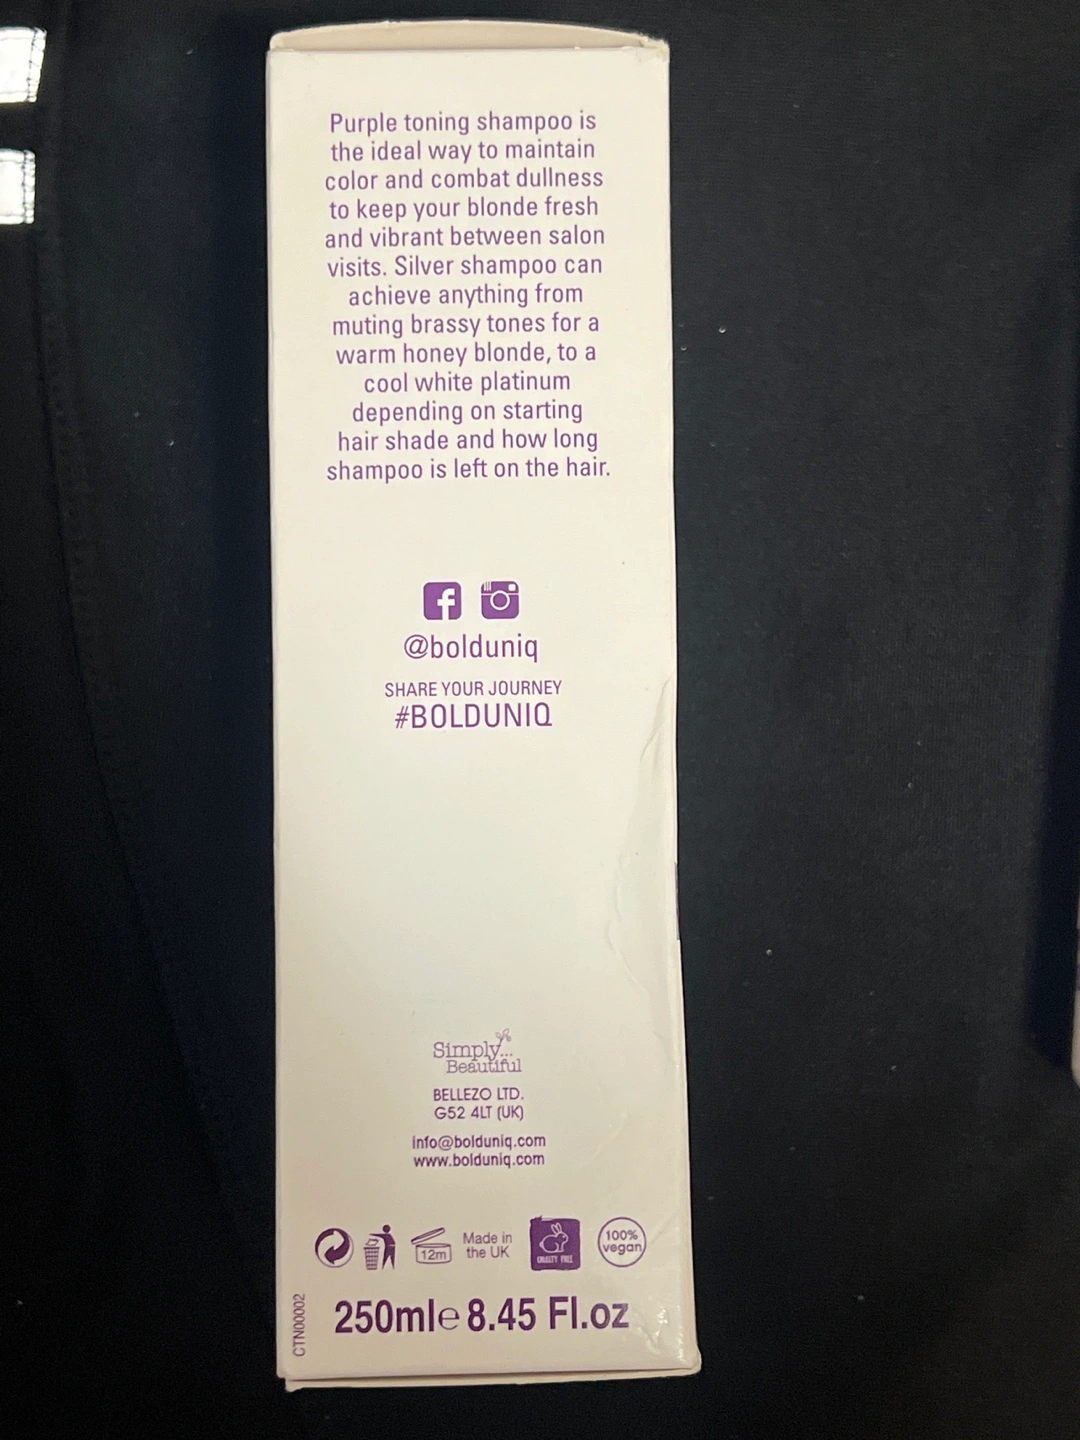 Purple toning shampoo is
the ideal way to maintain
color and combat dullness
to keep your blonde fresh
and vibrant between salon
visits. Silver shampoo can
achieve anything from
muting brassy tones for a
warm honey blonde, to a
cool white platinum
depending on starting
hair shade and how long
shampoo is left on the hair.
@bolduniq
SHARE YOUR JOURNEY
#BOLDUNIQ
Simply...
Beautiful
BELLEZO LTD.
G52 4LT (UK)
info@bolduniq.com
www.bolduniq.com
12m
Made in
the UK
CRUELTY FREE
100%
vegan
CTN00002
250ml℮ 8.45 Fl.oz